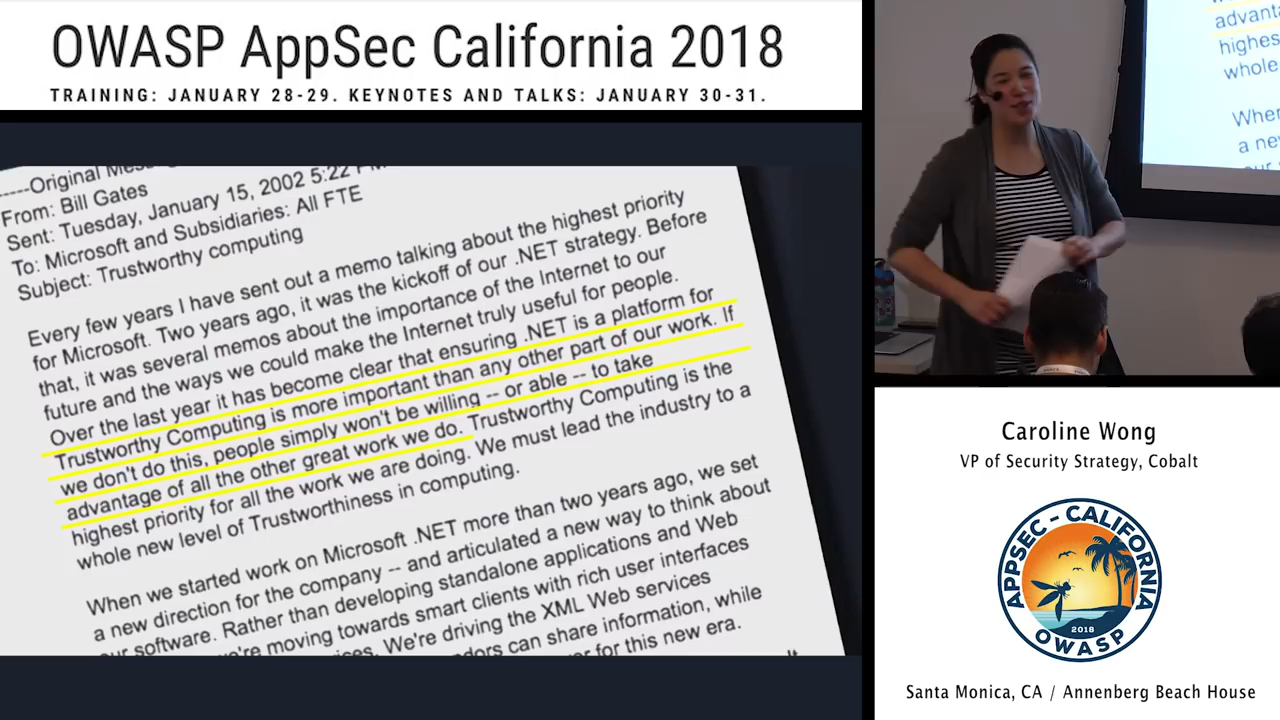 OWASP AppSec California 2018
TRAINING: JANUARY 28-29. KEYNOTES AND TALKS: JANUARY 30-31.
-----Original
From: Bill Gates
Sent: Tuesday, January 15, 2002 5:22 PM
To: Microsoft and Subsidiaries: All FTE
Subject: Trustworthy computing
Every few years I have sent out a memo talking about the highest priority
for Microsoft. Two years ago, it was the kickoff of our .NET strategy. Before
that, it was several memos about the importance of the Internet to our
future and the ways we could make the Internet truly useful for people.
Over the last year it has become clear that ensuring .NET is a platform for
Trustworthy Computing is more important than any other part of our work. If
we don't do this, people simply won't be willing -- or able -- to take
advantage of all the other great work we do. Trustworthy Computing is the
highest priority for all the work we are doing. We must lead the industry to a
whole new level of Trustworthiness in computing.
When we started work on Microsoft .NET more than two years ago, we set
a new direction for the company -- and articulated a new way to think about
our software. Rather than developing standalone applications and Web
we're moving towards smart clients with rich user interfaces
We're driving the XML Web services
can share information, while
for this new era.
highes
whole
When
a ne
Caroline Wong
VP of Security Strategy, Cobalt
APPSEC - CALIFORNIA
2018
OWASP
Santa Monica, CA / Annenberg Beach House